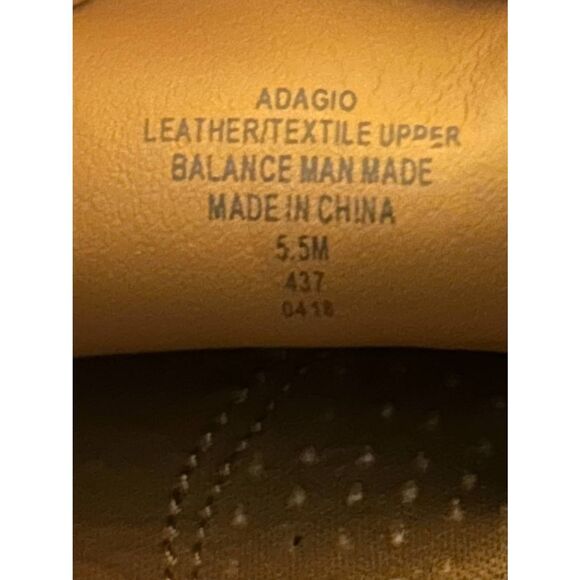 ADAGIO
LEATHER/TEXTILE UPPER
BALANCE MAN MADE
MADE IN CHINA
5.5M
437
0418